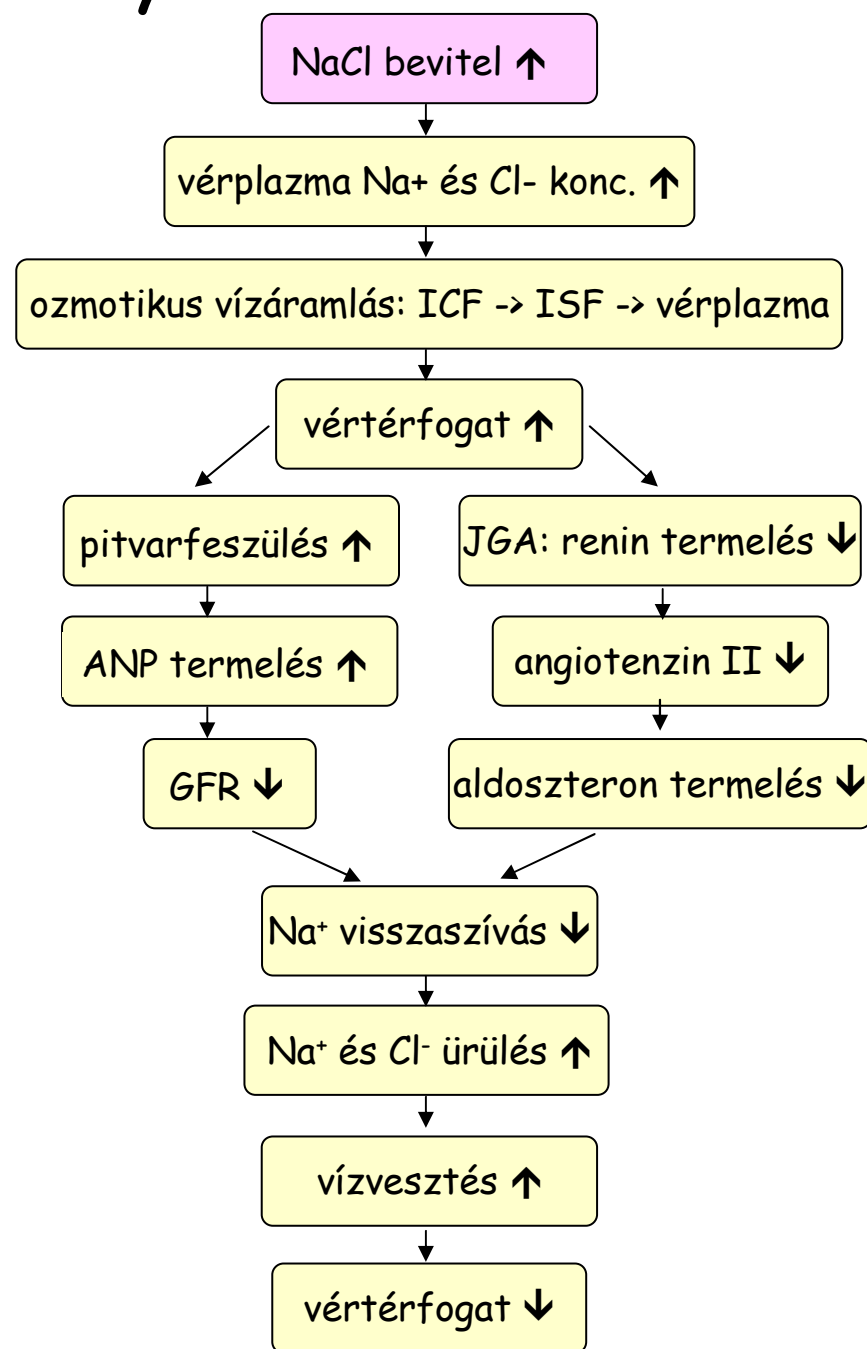 NaCl bevitel ↑
vérplazma Na+ és Cl- konc. ↑
ozmotikus vízáramlás: ICF -> ISF -> vérplazma
vértérfogat ↑
pitvarfeszülés ↑
JGA: renin termelés ↓
ANP termelés ↑
angiotenzin II ↓
GFR ↓
aldoszteron termelés ↓
Na⁺ visszaszívás ↓
Na⁺ és Cl⁻ ürülés ↑
vízvesztés ↑
vértérfogat ↓